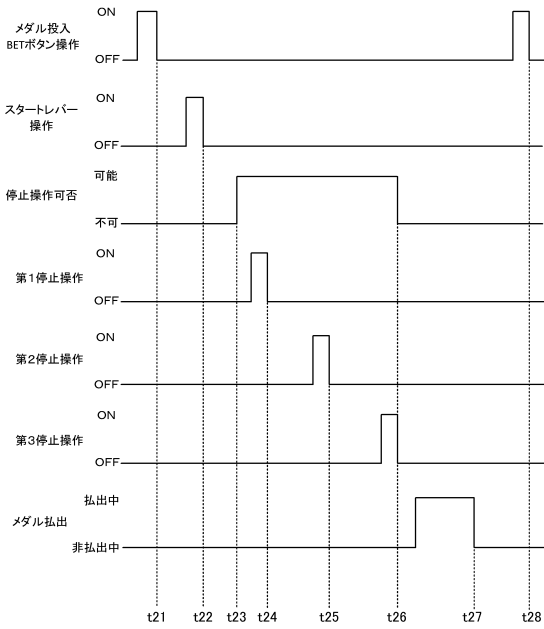 ON
メダル投入
BETボタン操作
OFF
ON
スタートレバー
操作
OFF
可能
停止操作可否
不可
ON
第1停止操作
OFF
ON
第2停止操作
OFF
ON
第3停止操作
OFF
払出中
メダル払出
非払出中
t21 t22 t23 t24 t25 t26 t27 t28